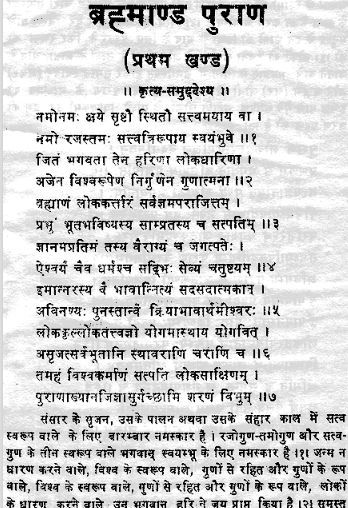 ब्रह्माण्ड पुराण
(प्रथम खण्ड)
॥ कृत्य-समुद्देश्य ॥
नमोनमः क्षये सृष्टौ स्थितौ सत्त्वमयाय वा ।
नमो रजस्तमः सत्त्वत्रिरूपाय स्वयंभुवे ॥१
जितं भगवता तेन हरिणा लोकधारिणा ।
अजेन विश्वरूपेण निर्गुणेन गुणात्मना ॥२
ब्रह्माणं लोककर्त्तारं सर्वज्ञमपराजितम् ।
प्रभुं भूतभविष्यस्य साम्प्रतस्य च सत्पतिम् ॥३
ज्ञानमप्रतिमं तस्य वैराग्यं च जगत्पतेः ।
ऐश्वर्यं चैव धर्मश्च सद्भिः सेव्यं चतुष्टयम् ॥४
इमान्नरस्य वै भावान्नित्यं सदसदात्मकान् ।
अविनण्यः पुनस्तान्वै क्रियाभावार्थमीश्वरः ॥५
लोककृल्लोकतत्त्वज्ञो योगमास्थाय योगवित् ।
असृजत्सर्वभूतानि स्थावराणि चराणि च ॥६
तमहं विश्वकर्माणं सत्पतिं लोकसाक्षिणम् ।
पुराणाख्यानजिज्ञासुर्गच्छामि शरणं विभुम् ॥७
संसार के सृजन, उसके पालन अथवा उसके संहार काल में सत्व
स्वरूप वाले के लिए बारम्बार नमस्कार है । रजोगुण-तमोगुण और सत्व-
गुण के तीन स्वरूप वाले भगवान् स्वयम्भू के लिए नमस्कार है ।१। जन्म न
धारण करने वाले, विश्व के स्वरूप वाले, गुणों से रहित और गुणों के रूप
वाले, विश्व के स्वरूप वाले, गुणों से रहित और गुणों के रूप वाले, लोकों
के धारण करने वाले उन भगवान् हरि ने जय प्राप्त किया है ।२। समस्त